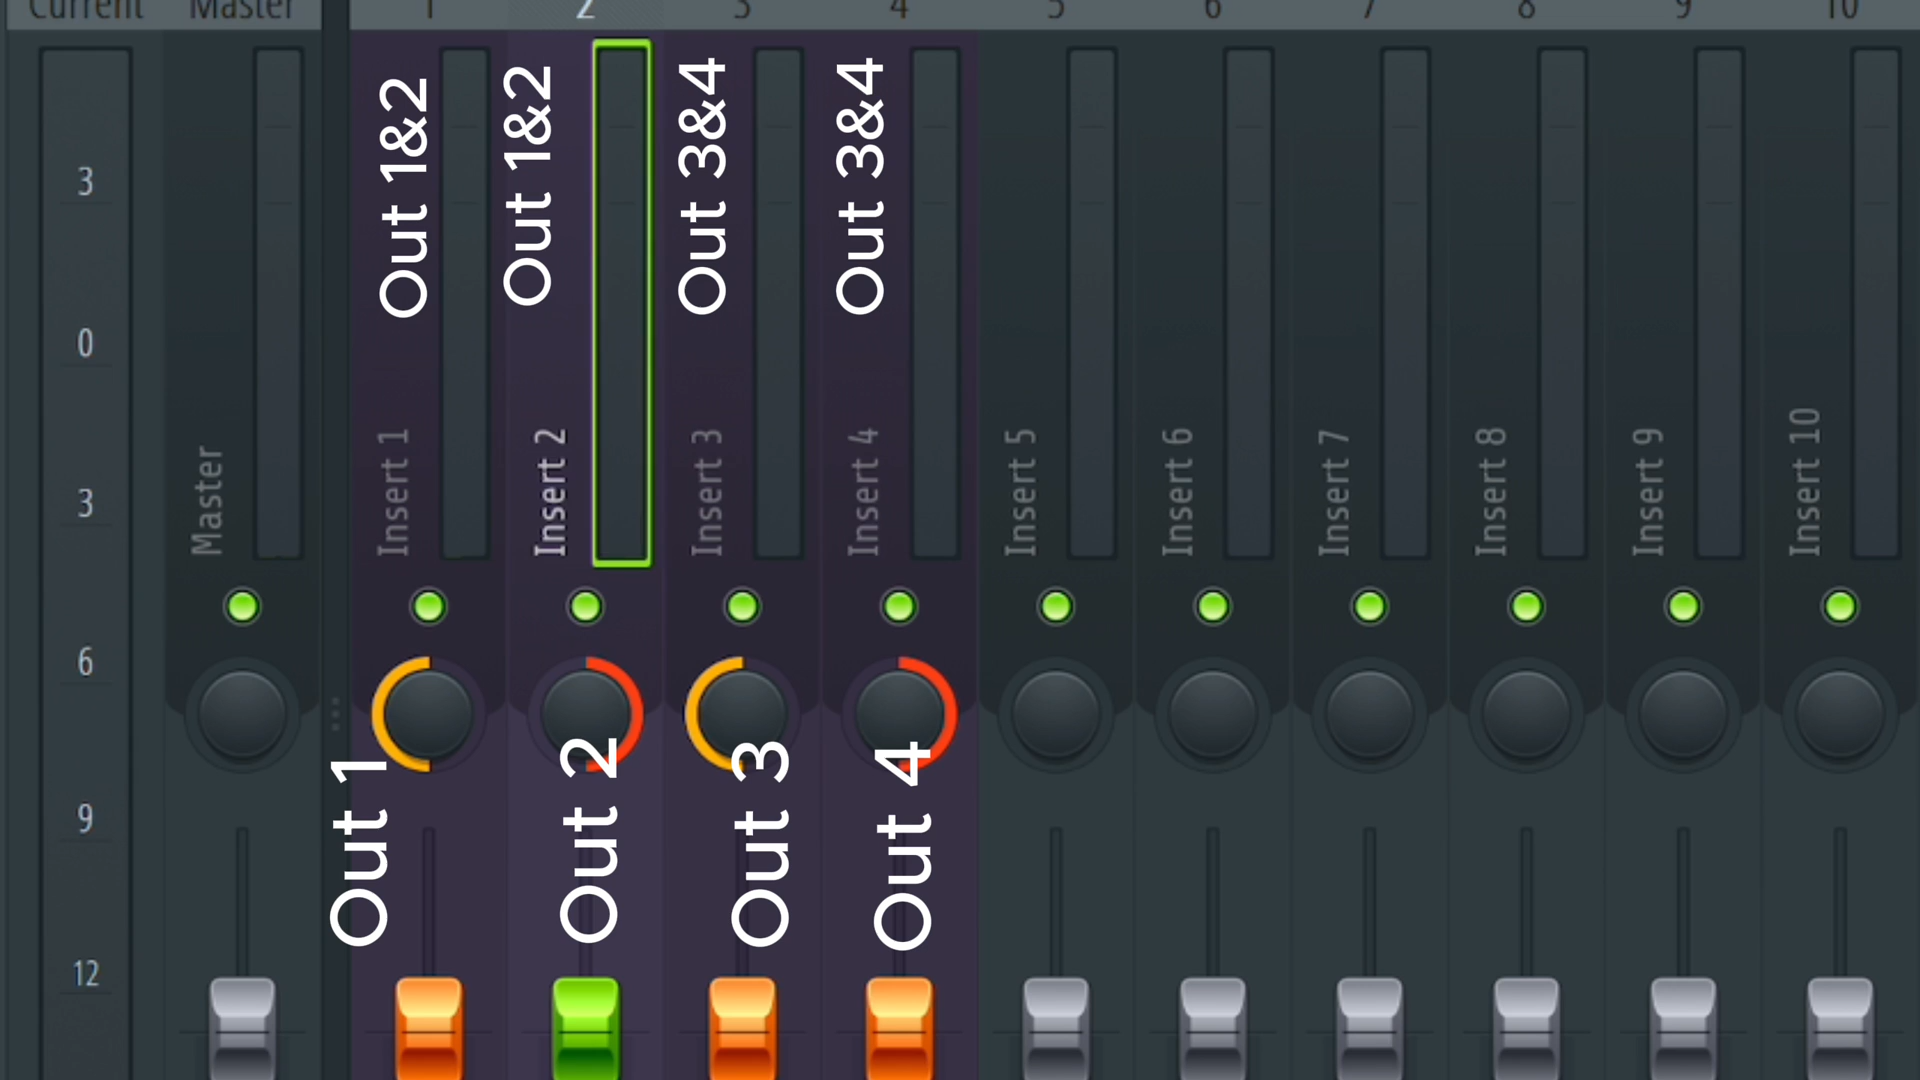 Current Master 1 2 3 4 5 6 7 8 9 10
Out 1&2
Out 1&2
Out 3&4
Out 3&4
3
0
3
6
9
12
Master
Insert 1
Insert 2
Insert 3
Insert 4
Insert 5
Insert 6
Insert 7
Insert 8
Insert 9
Insert 10
Out 1
Out 2
Out 3
Out 4